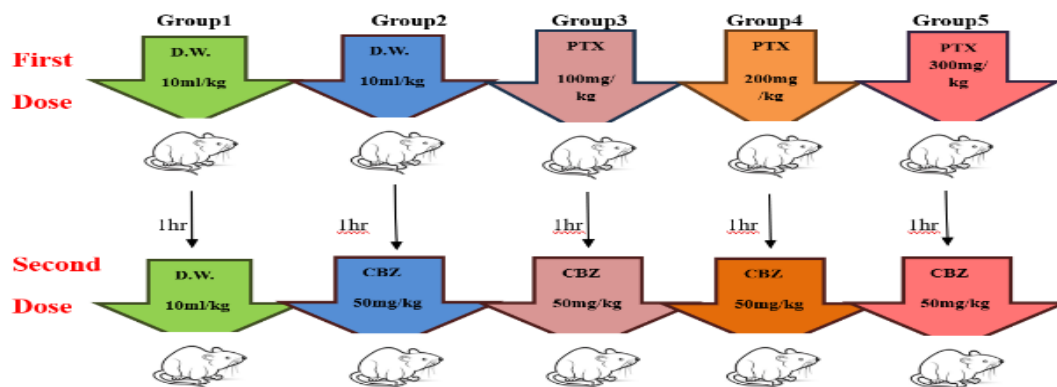 Group1 Group2 Group3 Group4 Group5
First
Dose
D.W.
10ml/kg
D.W.
10ml/kg
PTX
100mg/
kg
PTX
200mg
/kg
PTX
300mg/
kg
1hr 1hr 1hr 1hr 1hr
Second
Dose
D.W.
10ml/kg
CBZ
50mg/kg
CBZ
50mg/kg
CBZ
50mg/kg
CBZ
50mg/kg